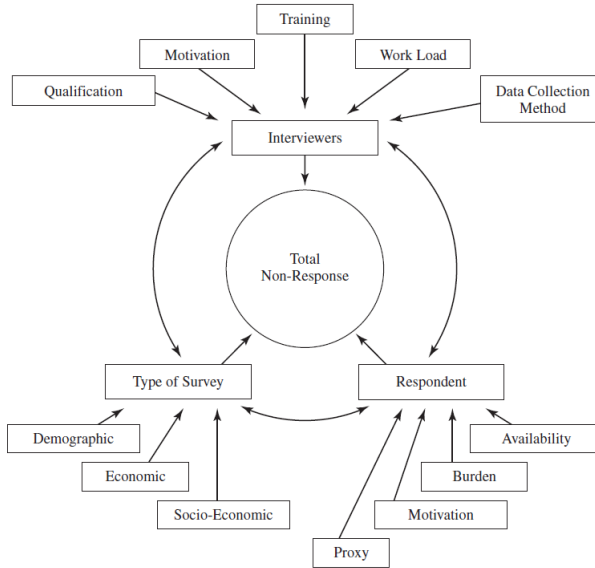 Training
Motivation
Work Load
Qualification
Data Collection
Method
Interviewers
Total
Non-Response
Type of Survey
Respondent
Demographic
Availability
Economic
Burden
Socio-Economic
Motivation
Proxy